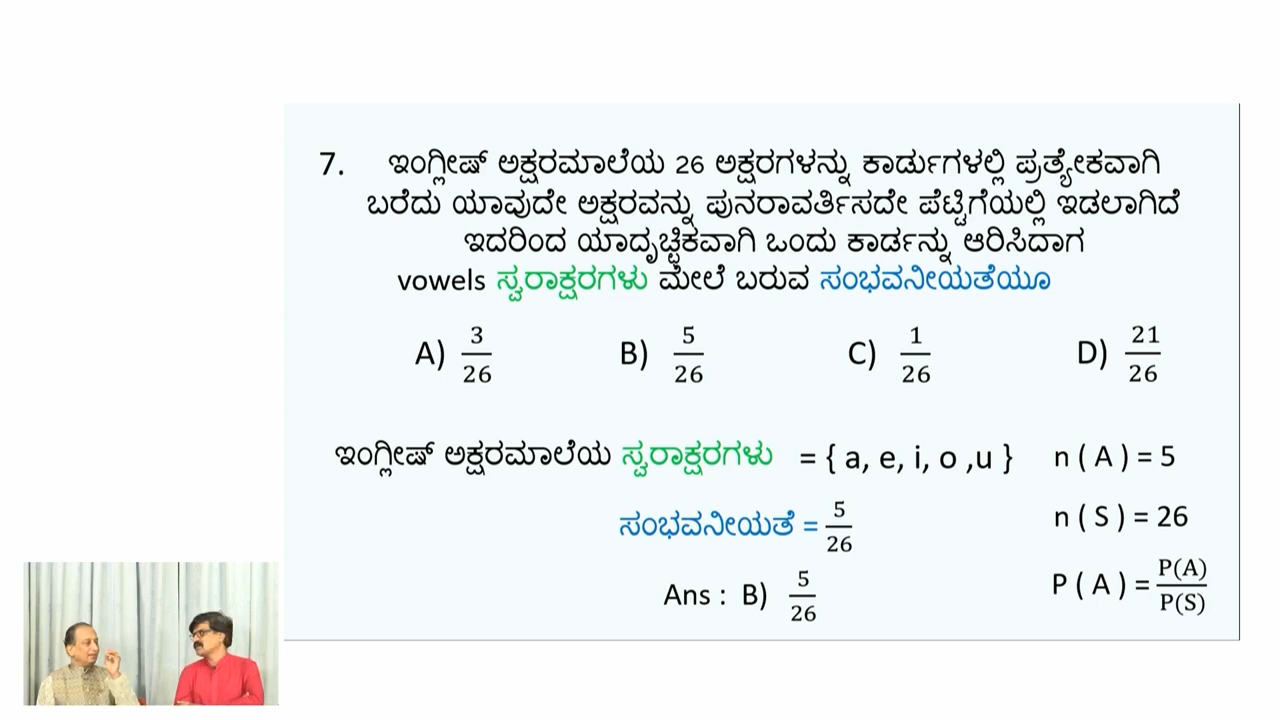 7. ಇಂಗ್ಲೀಷ್ ಅಕ್ಷರಮಾಲೆಯ 26 ಅಕ್ಷರಗಳನ್ನು ಕಾರ್ಡುಗಳಲ್ಲಿ ಪ್ರತ್ಯೇಕವಾಗಿ
ಬರೆದು ಯಾವುದೇ ಅಕ್ಷರವನ್ನು ಪುನರಾವರ್ತಿಸದೇ ಪೆಟ್ಟಿಗೆಯಲ್ಲಿ ಇಡಲಾಗಿದೆ
ಇದರಿಂದ ಯಾದೃಚ್ಛಿಕವಾಗಿ ಒಂದು ಕಾರ್ಡನ್ನು ಆರಿಸಿದಾಗ
vowels ಸ್ವರಾಕ್ಷರಗಳು ಮೇಲೆ ಬರುವ ಸಂಭವನೀಯತೆಯೂ
A) 3/26 B) 5/26 C) 1/26 D) 21/26
ಇಂಗ್ಲೀಷ್ ಅಕ್ಷರಮಾಲೆಯ ಸ್ವರಾಕ್ಷರಗಳು = { a, e, i, o ,u } n ( A ) = 5
ಸಂಭವನೀಯತೆ = 5/26 n ( S ) = 26
Ans : B) 5/26 P ( A ) = P(A)/P(S)